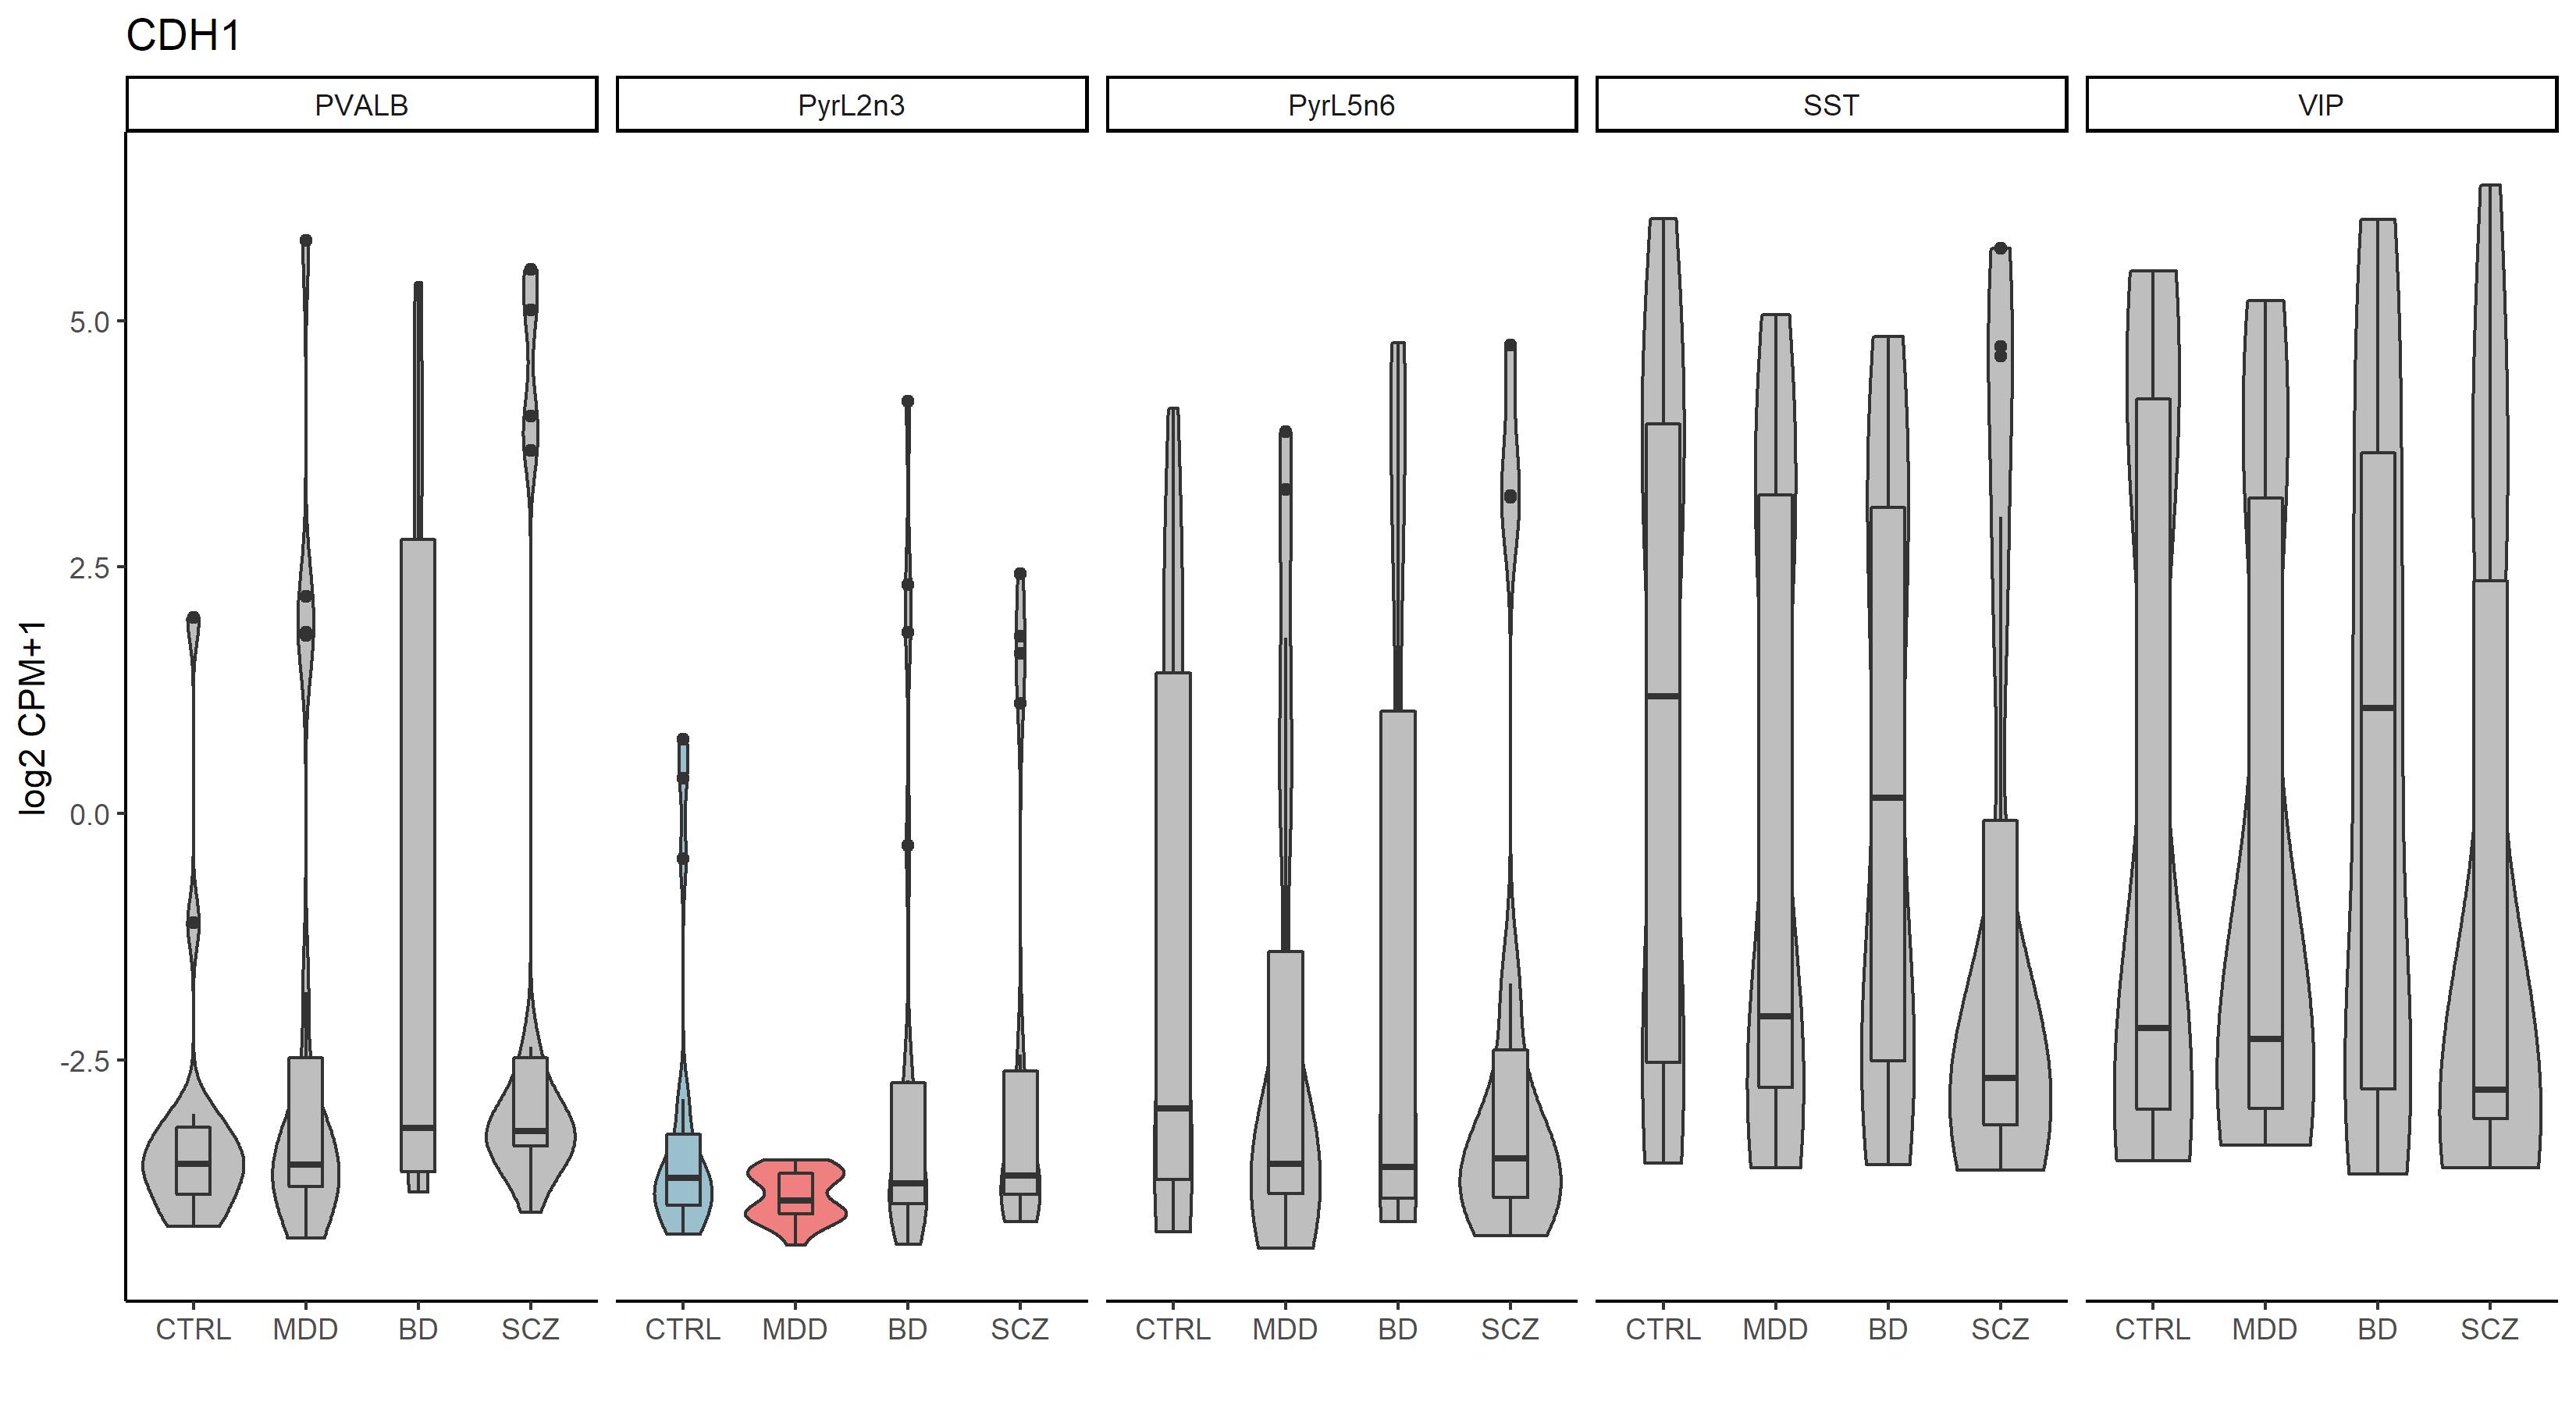 CDH1
PVALB PyrL2n3 PyrL5n6 SST VIP
5.0
2.5
0.0
-2.5
log2 CPM+1
CTRL MDD BD SCZ CTRL MDD BD SCZ CTRL MDD BD SCZ CTRL MDD BD SCZ CTRL MDD BD SCZ